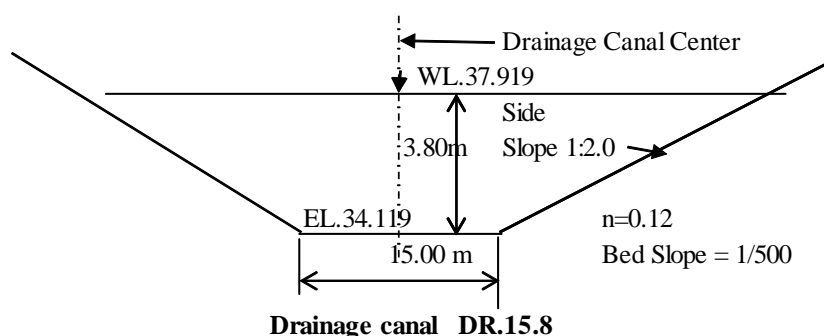 Drainage Canal Center
WL.37.919
Side
Slope 1:2.0
3.80m
EL.34.119
n=0.12
15.00 m
Bed Slope = 1/500
Drainage canal DR.15.8